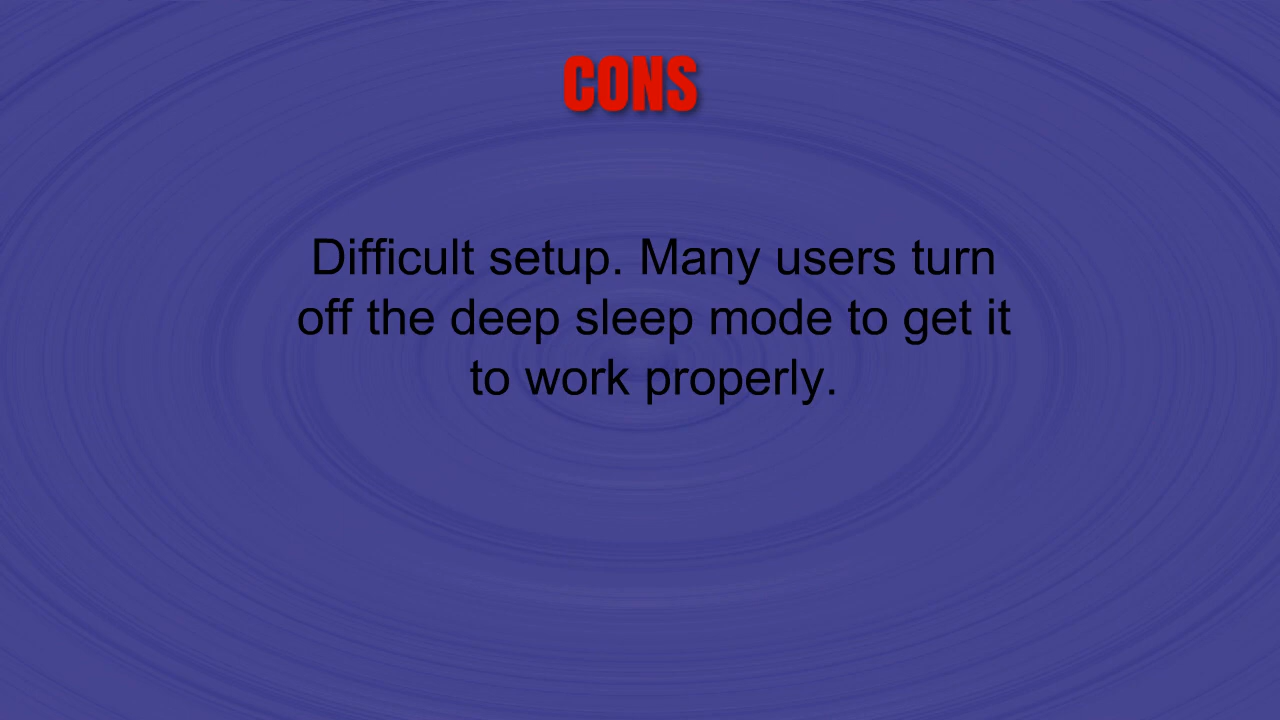 CONS
Difficult setup. Many users turn
off the deep sleep mode to get it
to work properly.